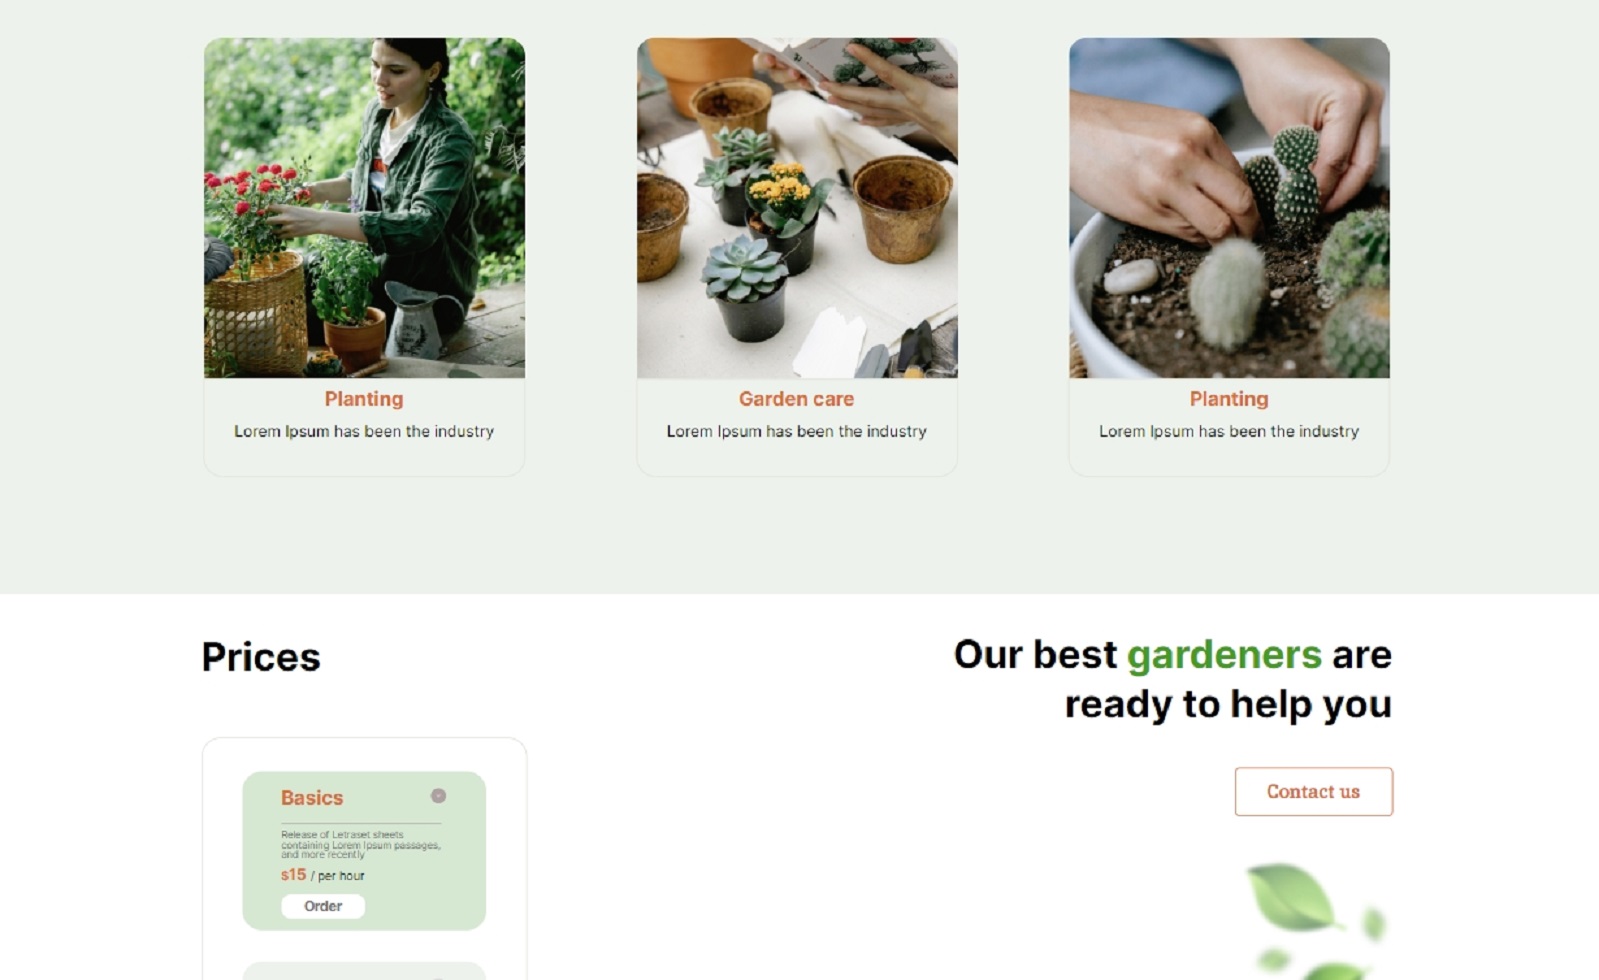 Planting
Lorem Ipsum has been the industry
Garden care
Lorem Ipsum has been the industry
Planting
Lorem Ipsum has been the industry
Prices
Basics
Release of Letraset sheets
containing Lorem Ipsum passages,
and more recently
$15 / per hour
Order
Our best gardeners are
ready to help you
Contact us